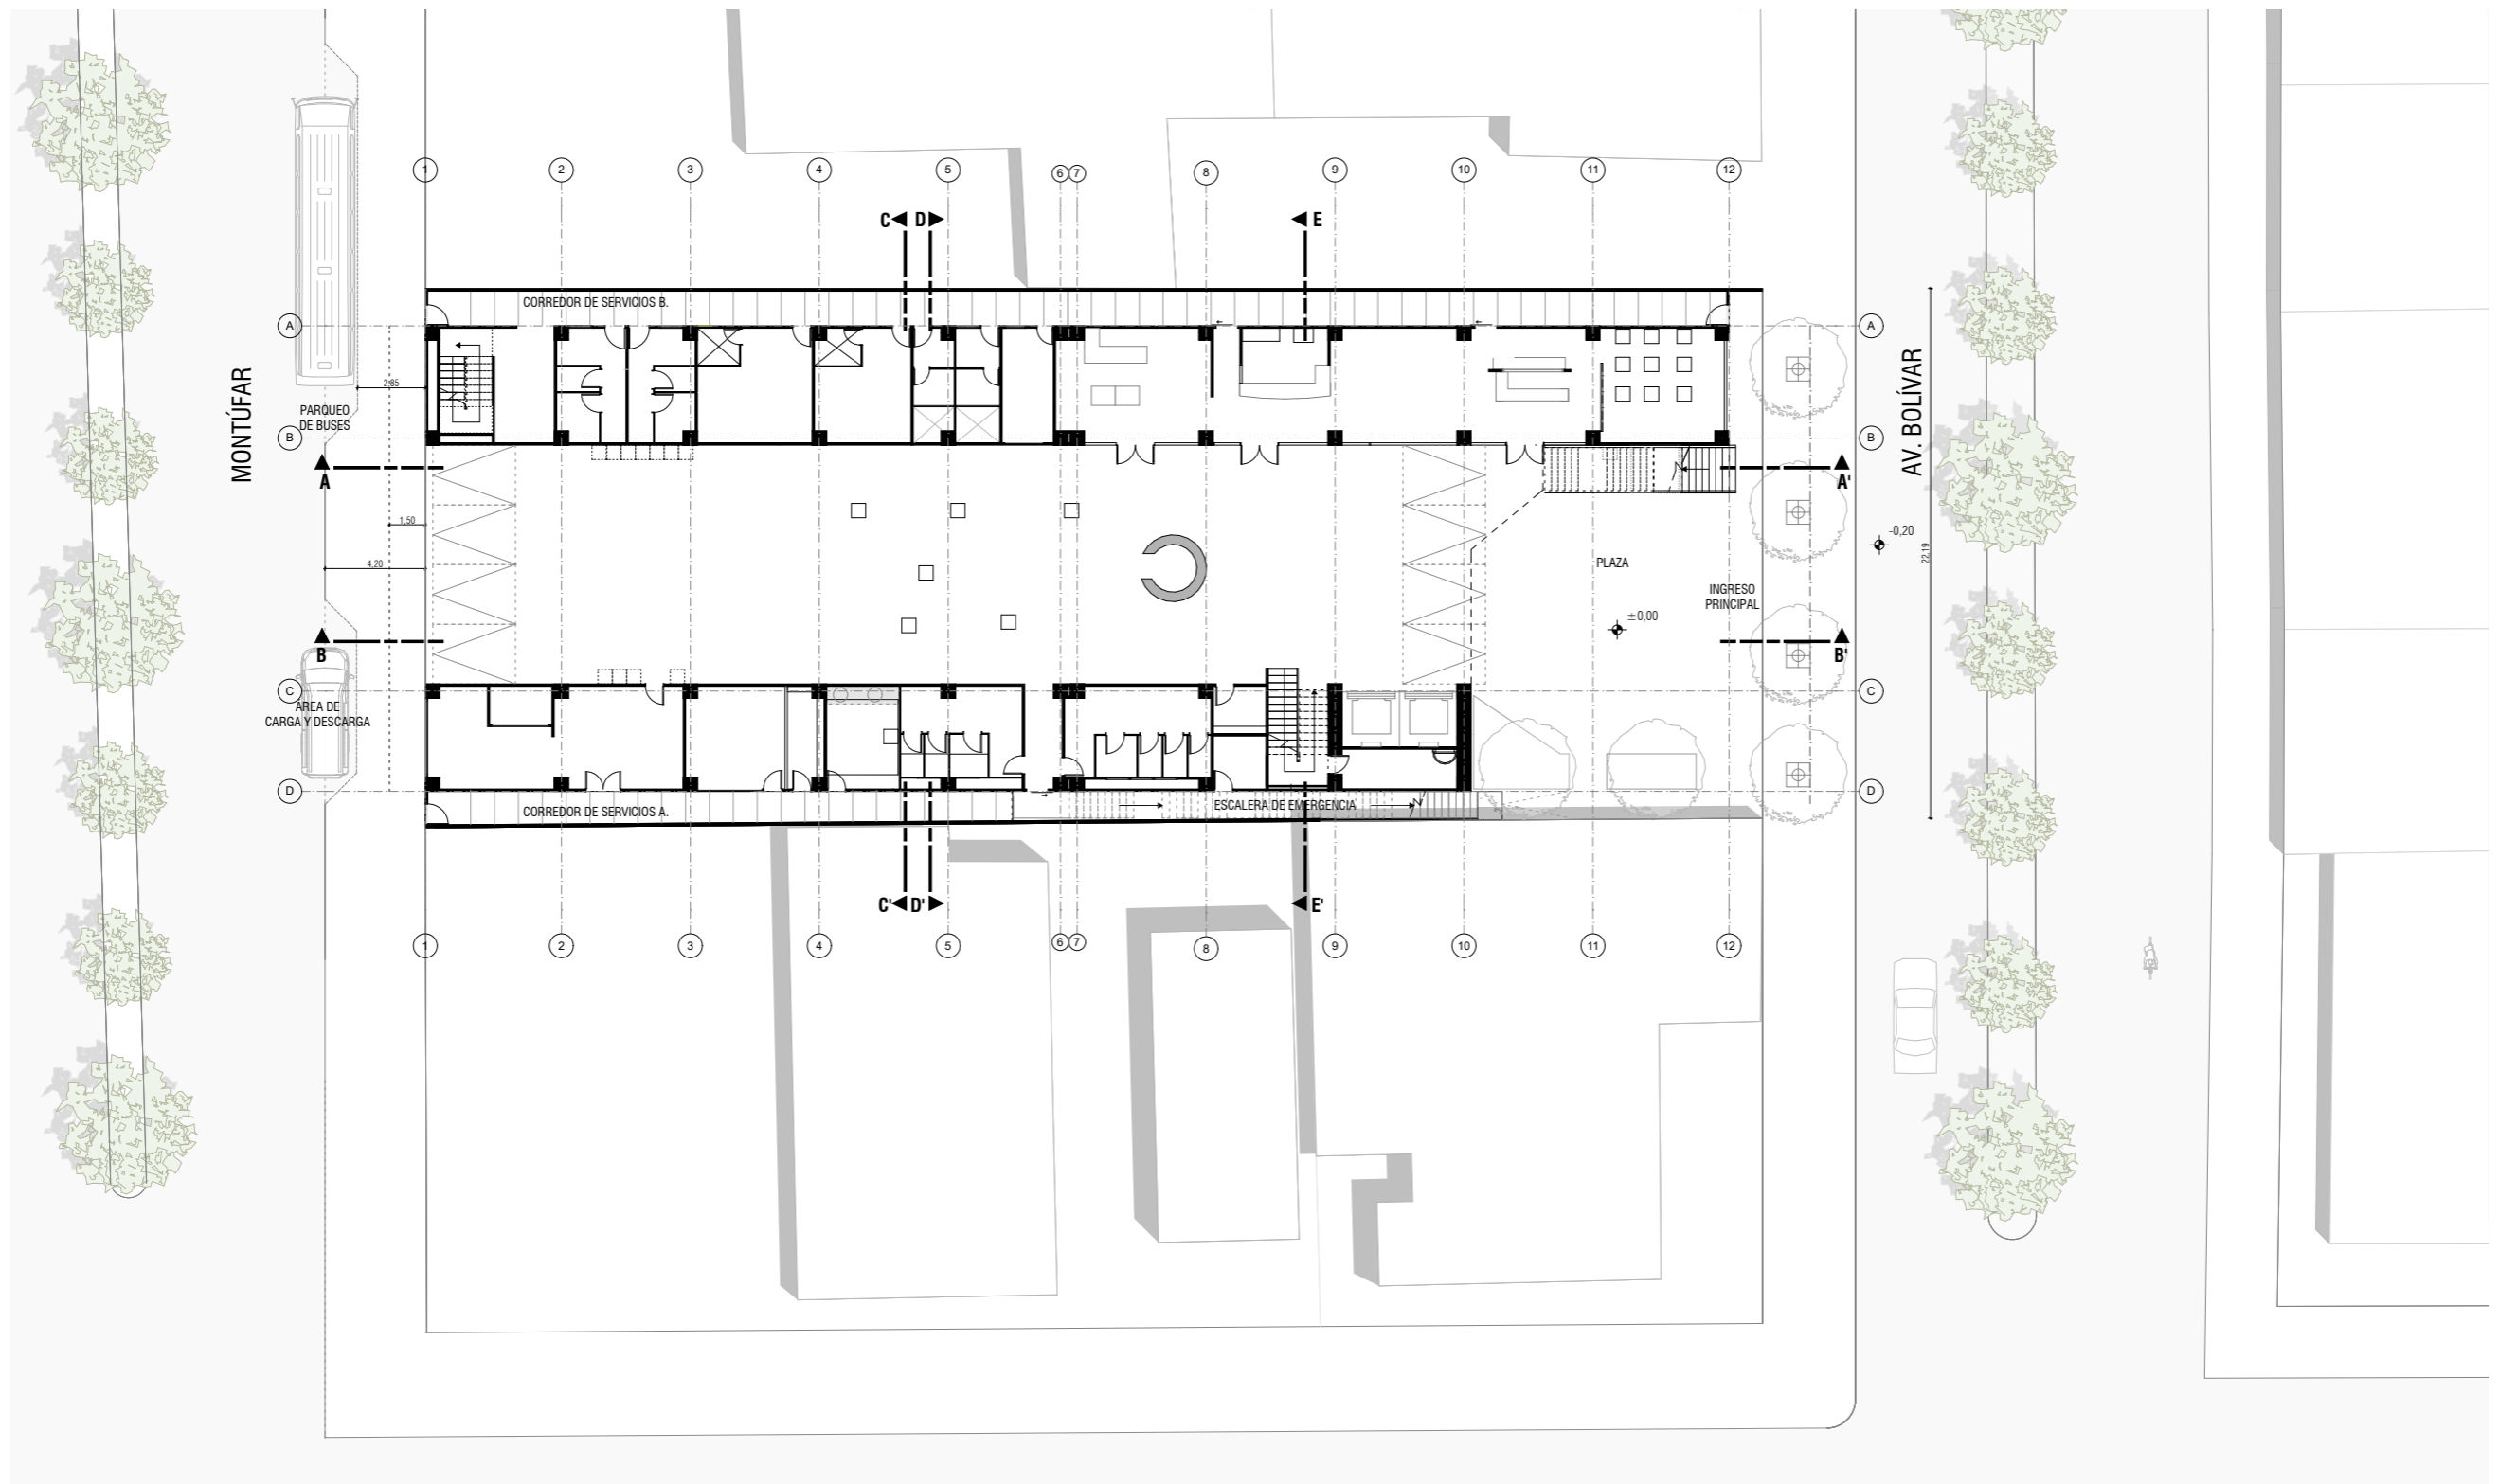 1 2 3 4 5 6 7 8 9 10 11 12
C D E
CORREDOR DE SERVICIOS B.
A A
2,85
PARQUEO
DE BUSES
MONTÚFAR
AV. BOLÍVAR
B B
A A'
1,50
-0,20
22,19
4,20
PLAZA
INGRESO
PRINCIPAL
±0,00
B B'
C C
AREA DE
CARGA Y DESCARGA
D D
ESCALERA DE EMERGENCIA
CORREDOR DE SERVICIOS A.
C' D' E'
1 2 3 4 5 6 7 8 9 10 11 12